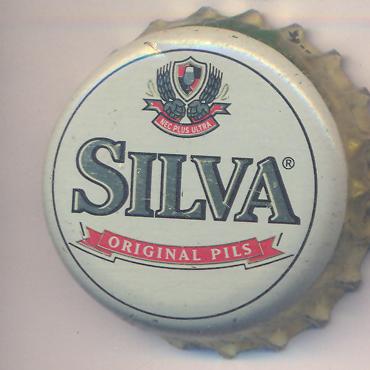 NEC PLUS ULTRA
SILVA®
ORIGINAL PILS